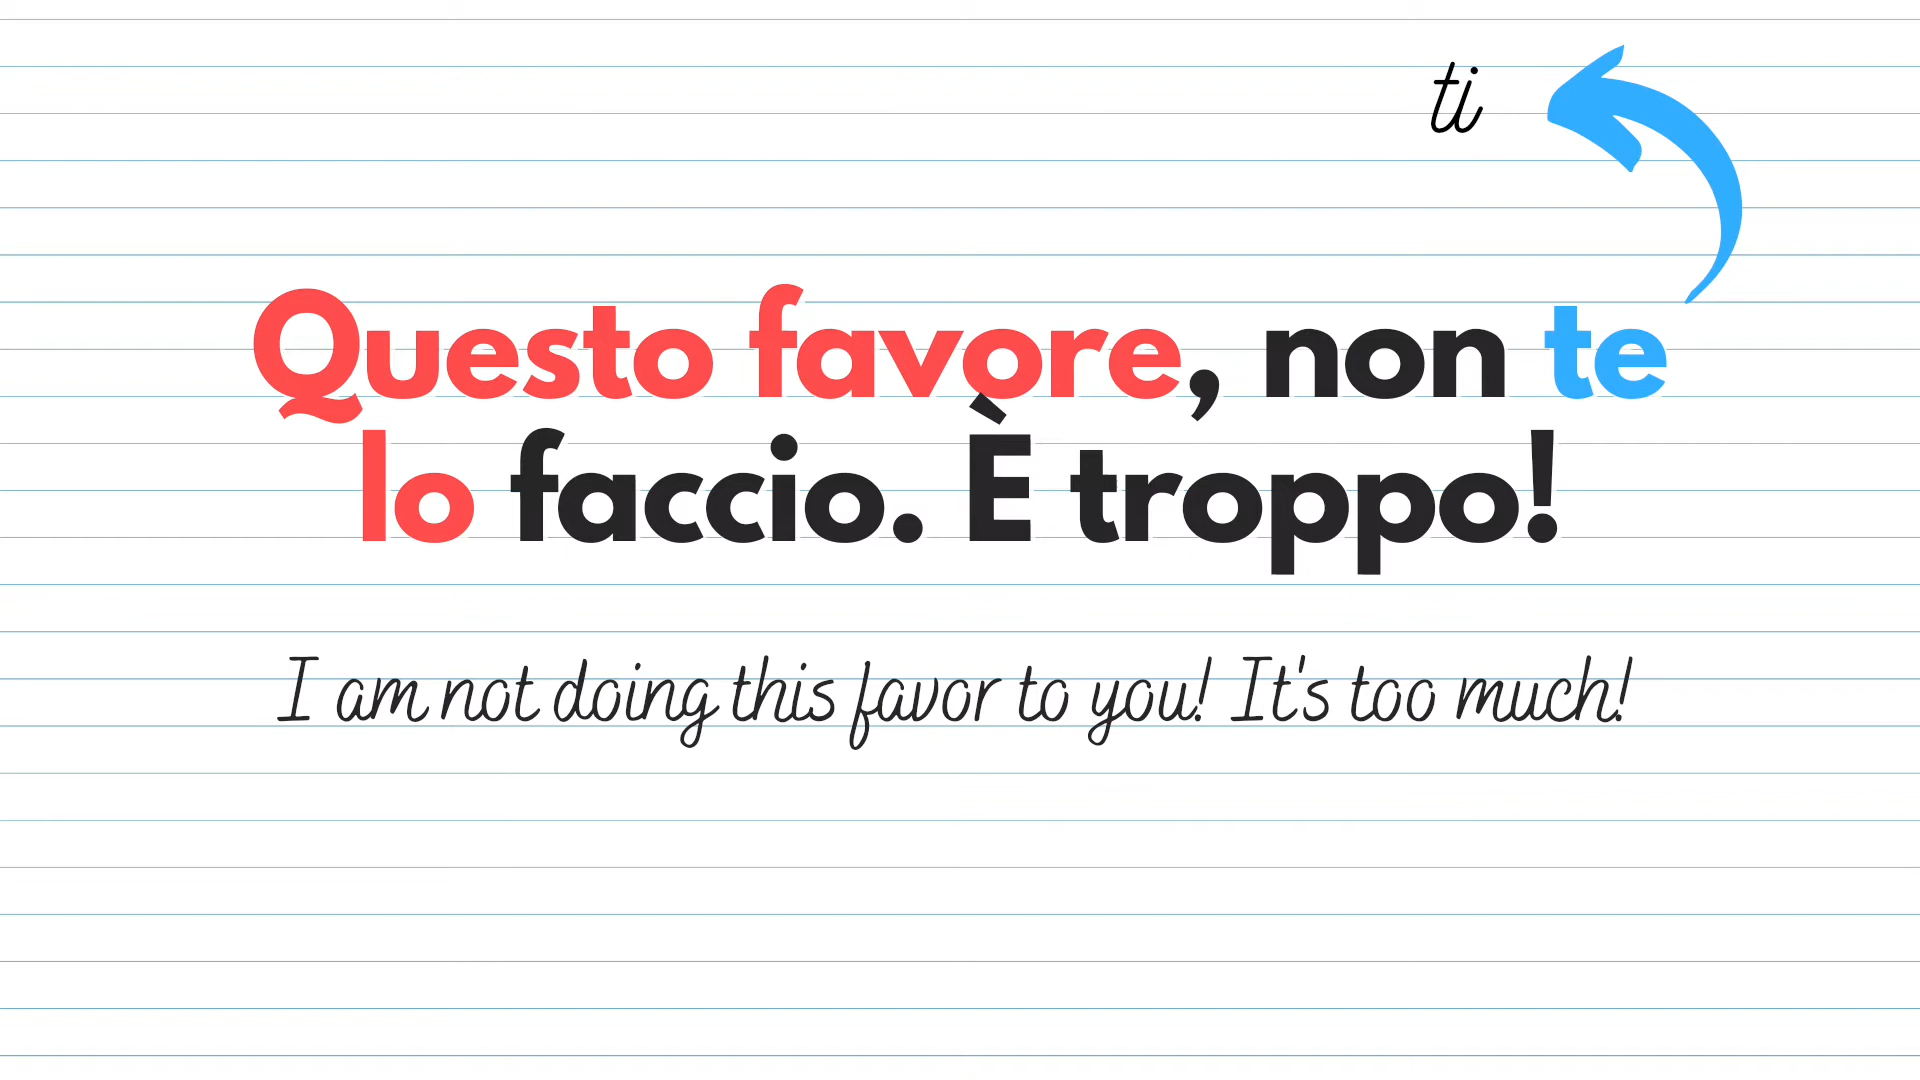 ti
Questo favore, non te
lo faccio. È troppo!
I am not doing this favor to you! It's too much!